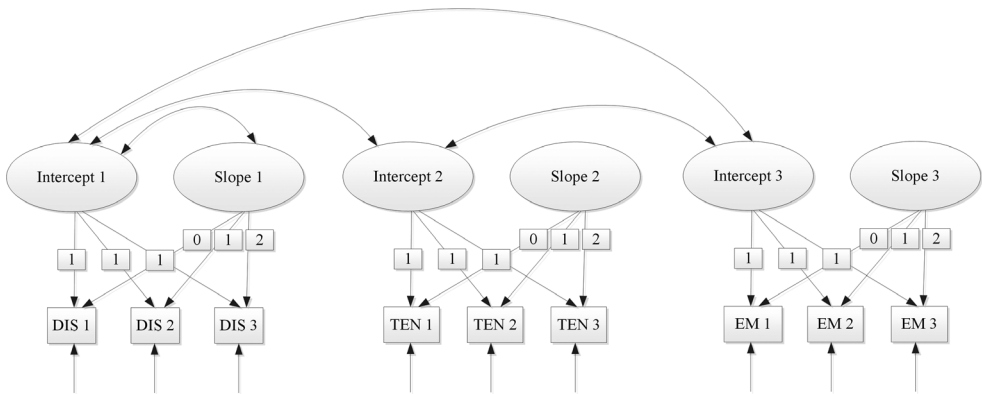 Intercept 1 Slope 1 Intercept 2 Slope 2 Intercept 3 Slope 3
0 1 2 0 1 2 0 1 2
1 1 1 1 1 1 1 1 1
DIS 1 DIS 2 DIS 3 TEN 1 TEN 2 TEN 3 EM 1 EM 2 EM 3